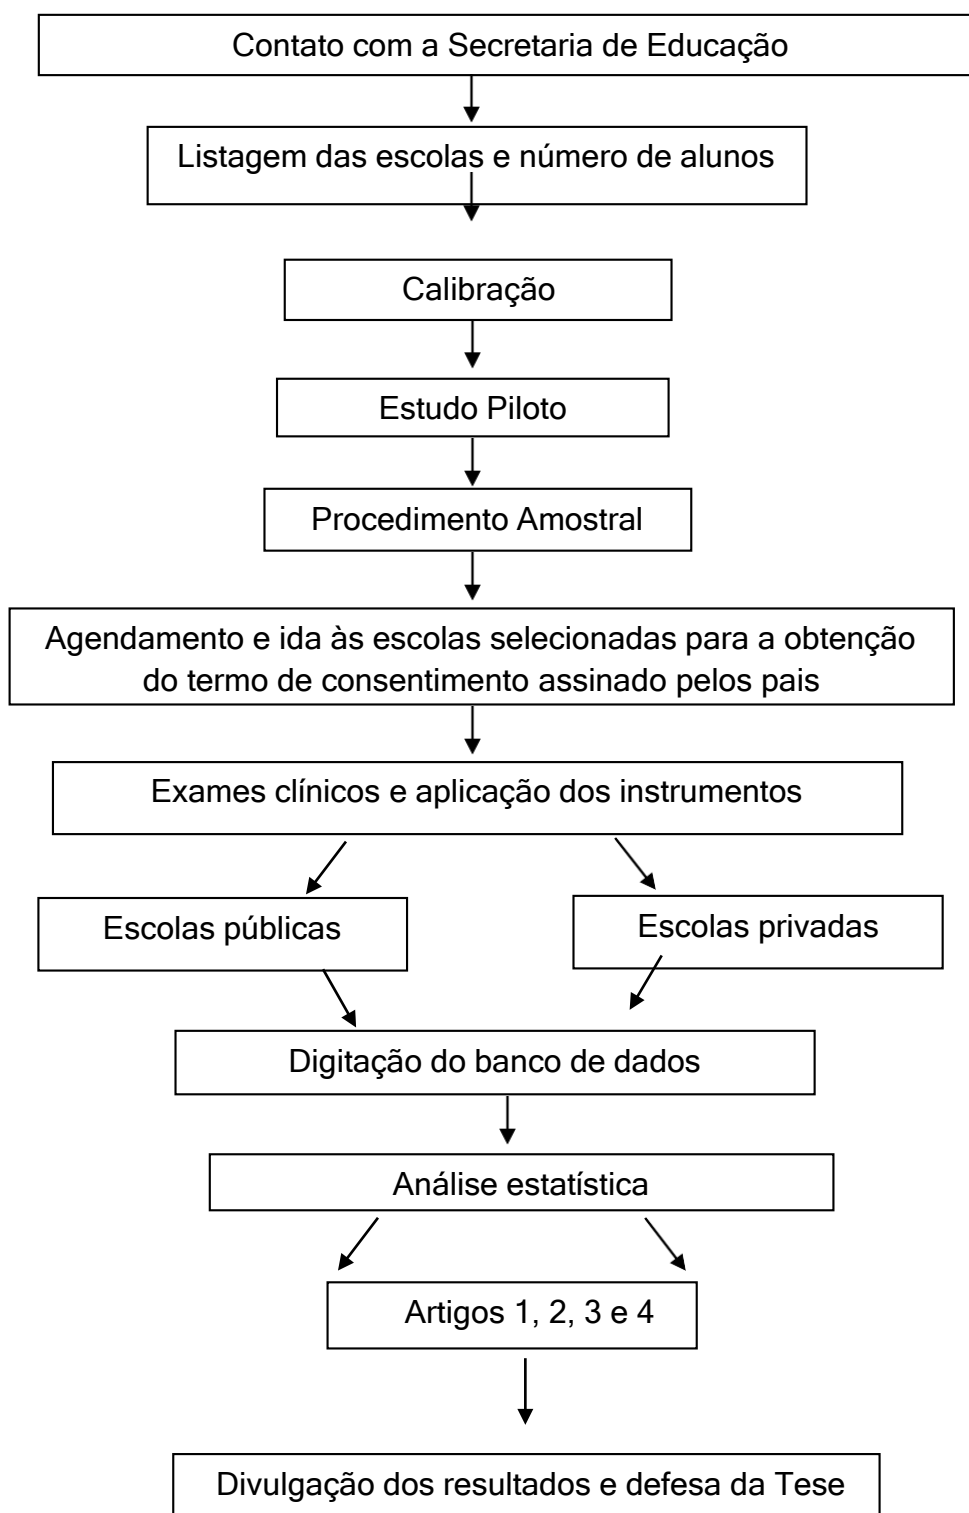 Contato com a Secretaria de Educação
Listagem das escolas e número de alunos
Calibração
Estudo Piloto
Procedimento Amostral
Agendamento e ida às escolas selecionadas para a obtenção
do termo de consentimento assinado pelos pais
Exames clínicos e aplicação dos instrumentos
Escolas públicas
Escolas privadas
Digitação do banco de dados
Análise estatística
Artigos 1, 2, 3 e 4
Divulgação dos resultados e defesa da Tese